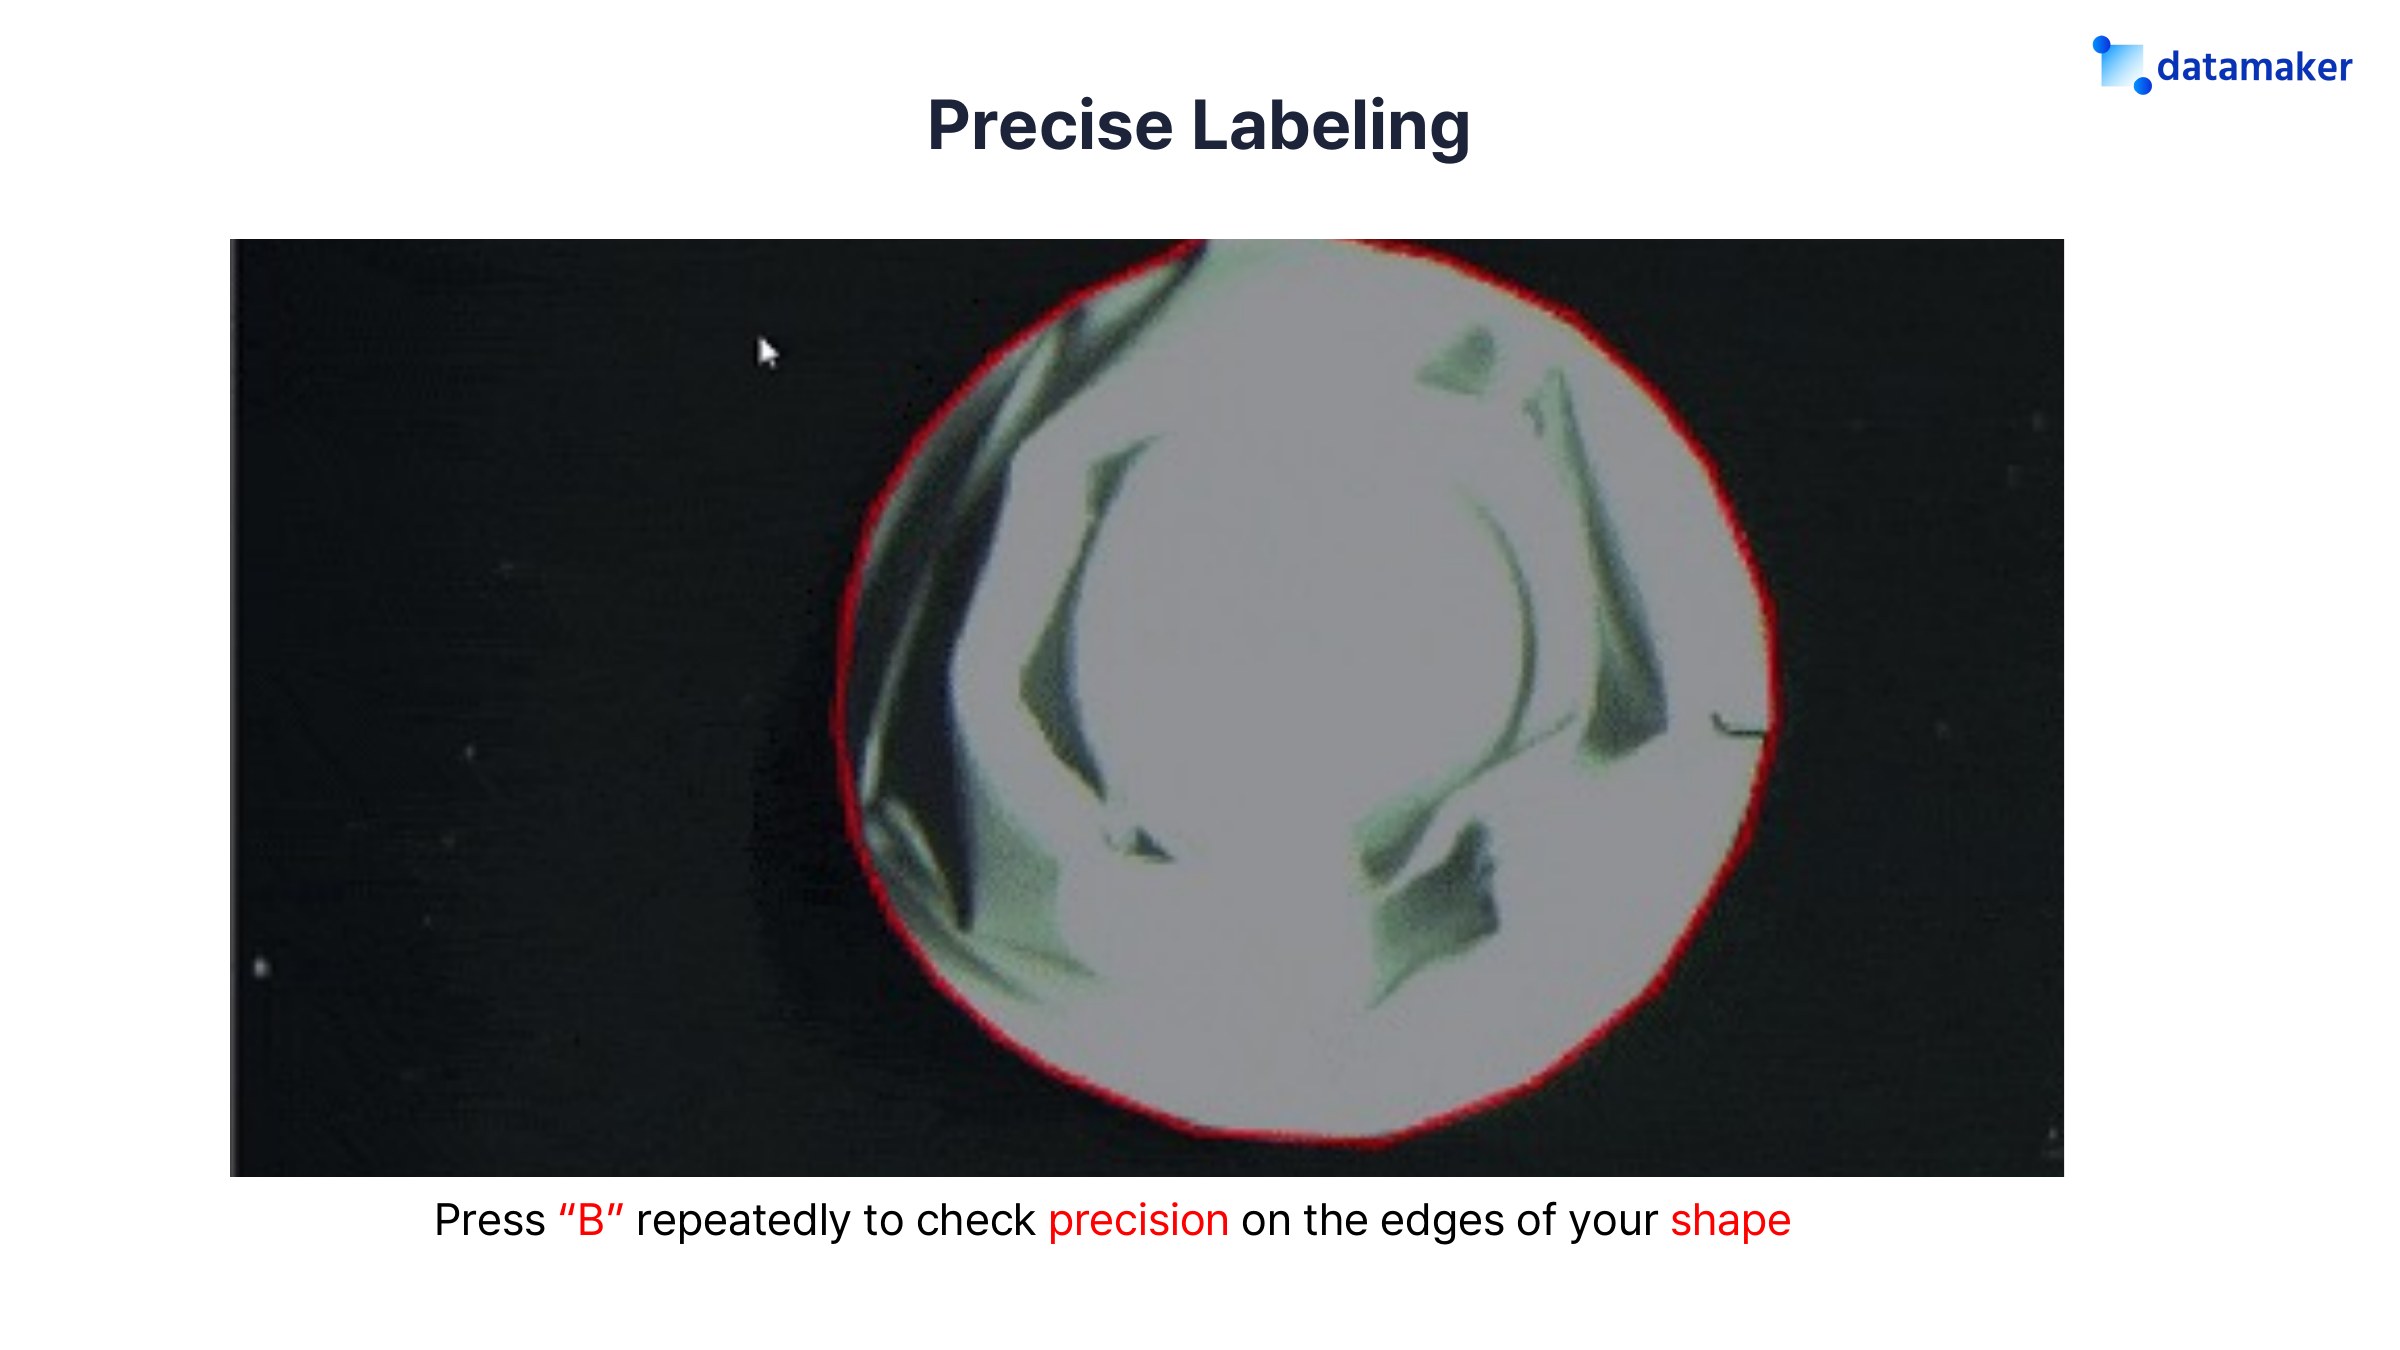 datamaker
Precise Labeling
Press “B” repeatedly to check precision on the edges of your shape